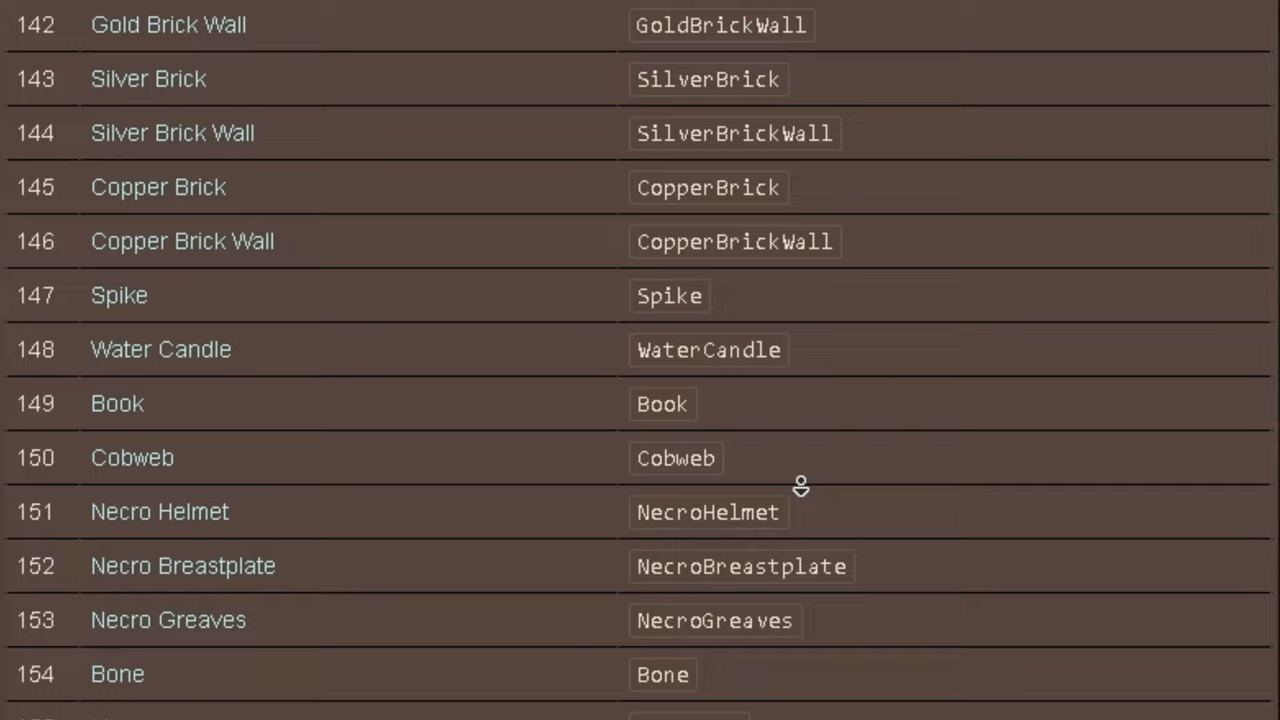 142 Gold Brick Wall GoldBrickWall
143 Silver Brick SilverBrick
144 Silver Brick Wall SilverBrickWall
145 Copper Brick CopperBrick
146 Copper Brick Wall CopperBrickWall
147 Spike Spike
148 Water Candle WaterCandle
149 Book Book
150 Cobweb Cobweb
151 Necro Helmet NecroHelmet
152 Necro Breastplate NecroBreastplate
153 Necro Greaves NecroGreaves
154 Bone Bone